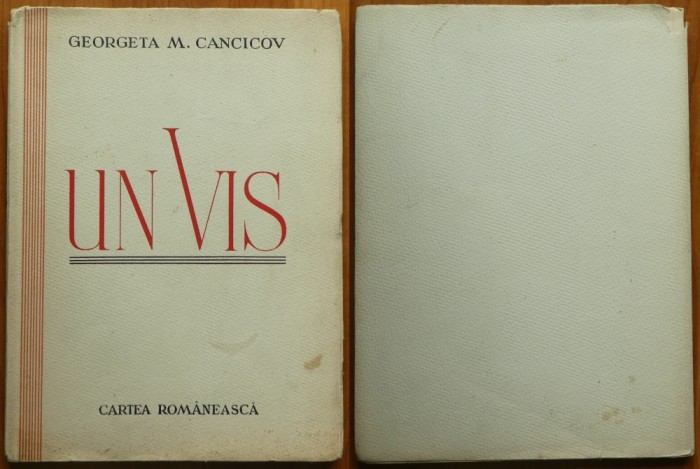 GEORGETA M. CANCICOV
UN VIS
CARTEA ROMÂNEASCĂ